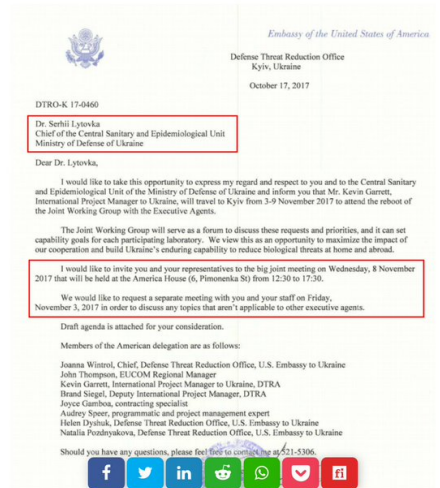 Embassy of the United States of America
Defense Threat Reduction Office
Kyiv, Ukraine
October 17, 2017
DTRO-K 17-0460
Dr. Serhii Lytovka
Chief of the Central Sanitary and Epidemiological Unit
Ministry of Defense of Ukraine
Dear Dr. Lytovka,
I would like to take this opportunity to express my regard and respect to you and to the Central Sanitary
and Epidemiological Unit of the Ministry of Defense of Ukraine and inform you that Mr. Kevin Garrett,
International Project Manager to Ukraine, will travel to Kyiv from 3-9 November 2017 to attend the reboot of
the Joint Working Group with the Executive Agents.
The Joint Working Group will serve as a forum to discuss these requests and priorities, and it can set
capability goals for each participating laboratory. We view this as an opportunity to maximize the impact of
our cooperation and build Ukraine's enduring capability to reduce biological threats at home and abroad.
I would like to invite you and your representatives to the big joint meeting on Wednesday, 8 November
2017 that will be held at the America House (6, Pimonenka St) from 12:30 to 17:30.
We would like to request a separate meeting with you and your staff on Friday,
November 3, 2017 in order to discuss any topics that aren't applicable to other executive agents.
Draft agenda is attached for your consideration.
Members of the American delegation are as follows:
Joanna Wintrol, Chief, Defense Threat Reduction Office, U.S. Embassy to Ukraine
John Thompson, EUCOM Regional Manager
Kevin Garrett, International Project Manager to Ukraine, DTRA
Brand Siegel, Deputy International Project Manager, DTRA
Joyce Gamboa, contracting specialist
Audrey Speer, programmatic and project management expert
Helen Dyshuk, Defense Threat Reduction Office, U.S. Embassy to Ukraine
Natalia Pozdnyakova, Defense Threat Reduction Office, U.S. Embassy to Ukraine
Should you have any questions, please feel free to contact me at 521-5306.